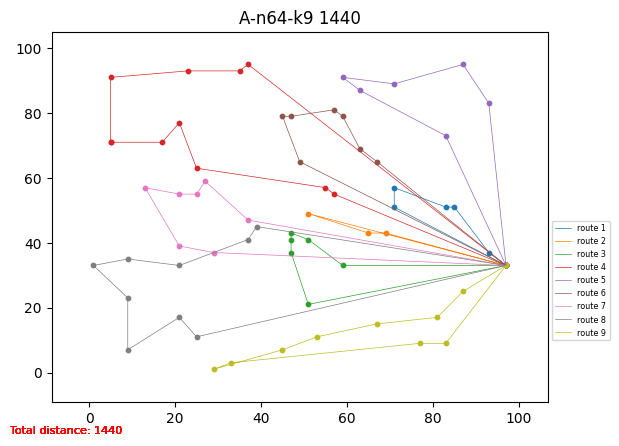 A-n64-k9 1440
100
80
60
40
20
0
0 20 40 60 80 100
route 1
route 2
route 3
route 4
route 5
route 6
route 7
route 8
route 9
Total distance: 1440